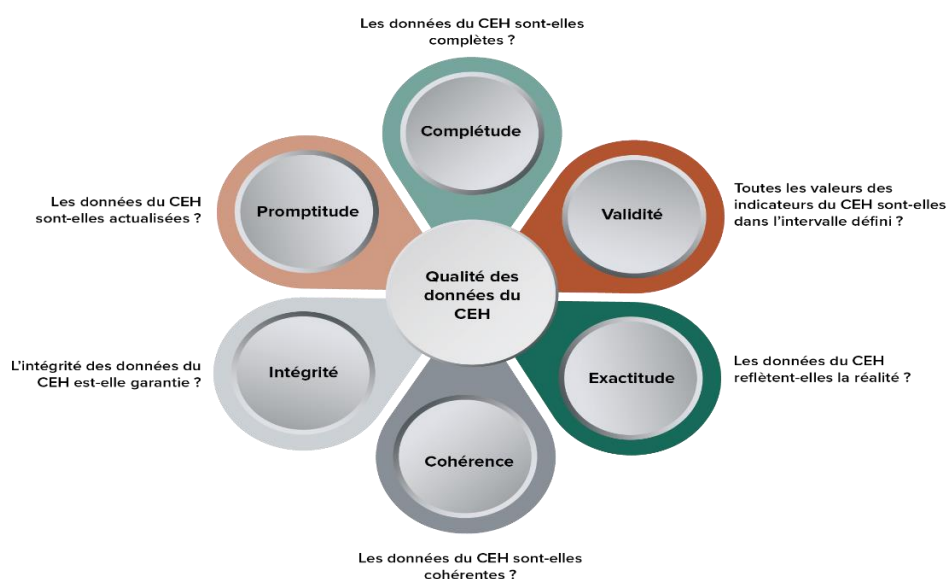 Les données du CEH sont-elles
complètes ?
Complétude
Promptitude
Les données du CEH
sont-elles actualisées ?
Validité
Toutes les valeurs des
indicateurs du CEH sont-elles
dans l'intervalle défini ?
Qualité des
données du
CEH
Intégrité
L'intégrité des données du
CEH est-elle garantie ?
Exactitude
Les données du CEH
reflètent-elles la réalité ?
Cohérence
Les données du CEH sont-elles
cohérentes ?